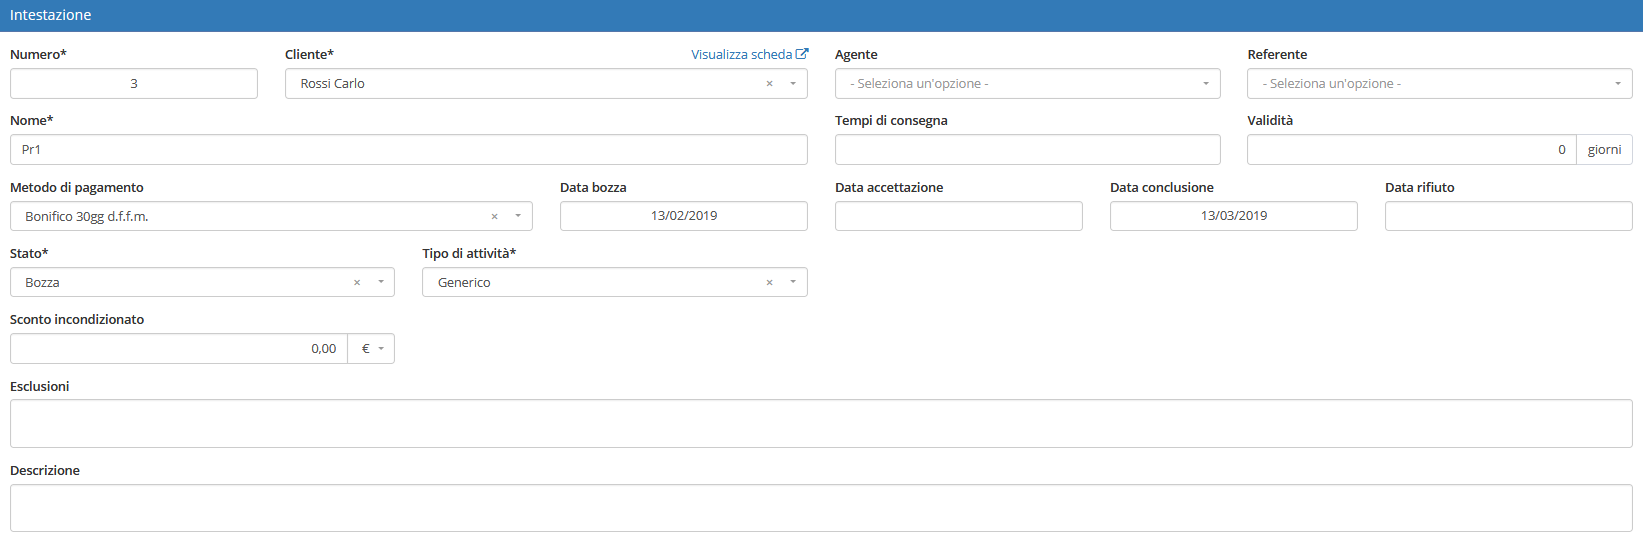 Intestazione
Numero* Cliente* Visualizza scheda Agente Referente
3 Rossi Carlo × - Seleziona un'opzione - - Seleziona un'opzione -
Nome* Tempi di consegna Validità
Pr1 0 giorni
Metodo di pagamento Data bozza Data accettazione Data conclusione Data rifiuto
Bonifico 30gg d.f.f.m. × 13/02/2019 13/03/2019
Stato* Tipo di attività*
Bozza × Generico ×
Sconto incondizionato
0,00 €
Esclusioni
Descrizione